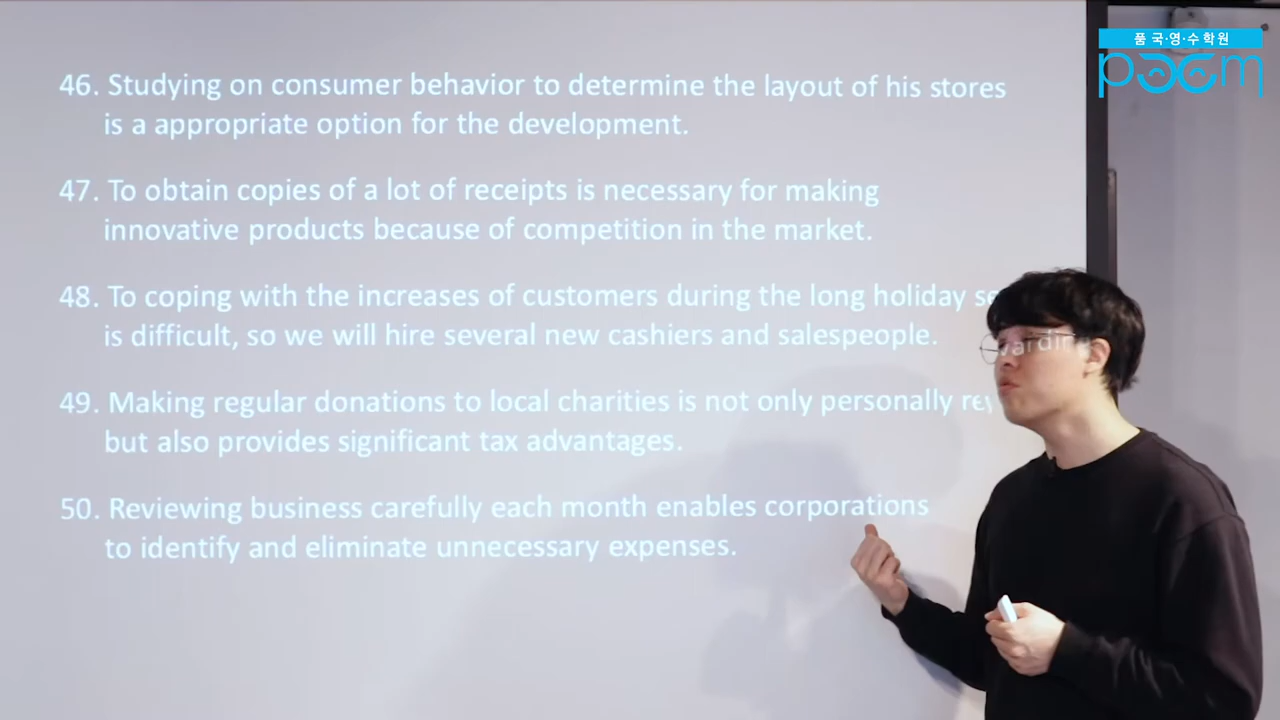 품 국·영·수 학원
46. Studying on consumer behavior to determine the layout of his stores
is a appropriate option for the development.
47. To obtain copies of a lot of receipts is necessary for making
innovative products because of competition in the market.
48. To coping with the increases of customers during the long holiday
is difficult, so we will hire several new cashiers and salespeople.
49. Making regular donations to local charities is not only personally
but also provides significant tax advantages.
50. Reviewing business carefully each month enables corporations
to identify and eliminate unnecessary expenses.